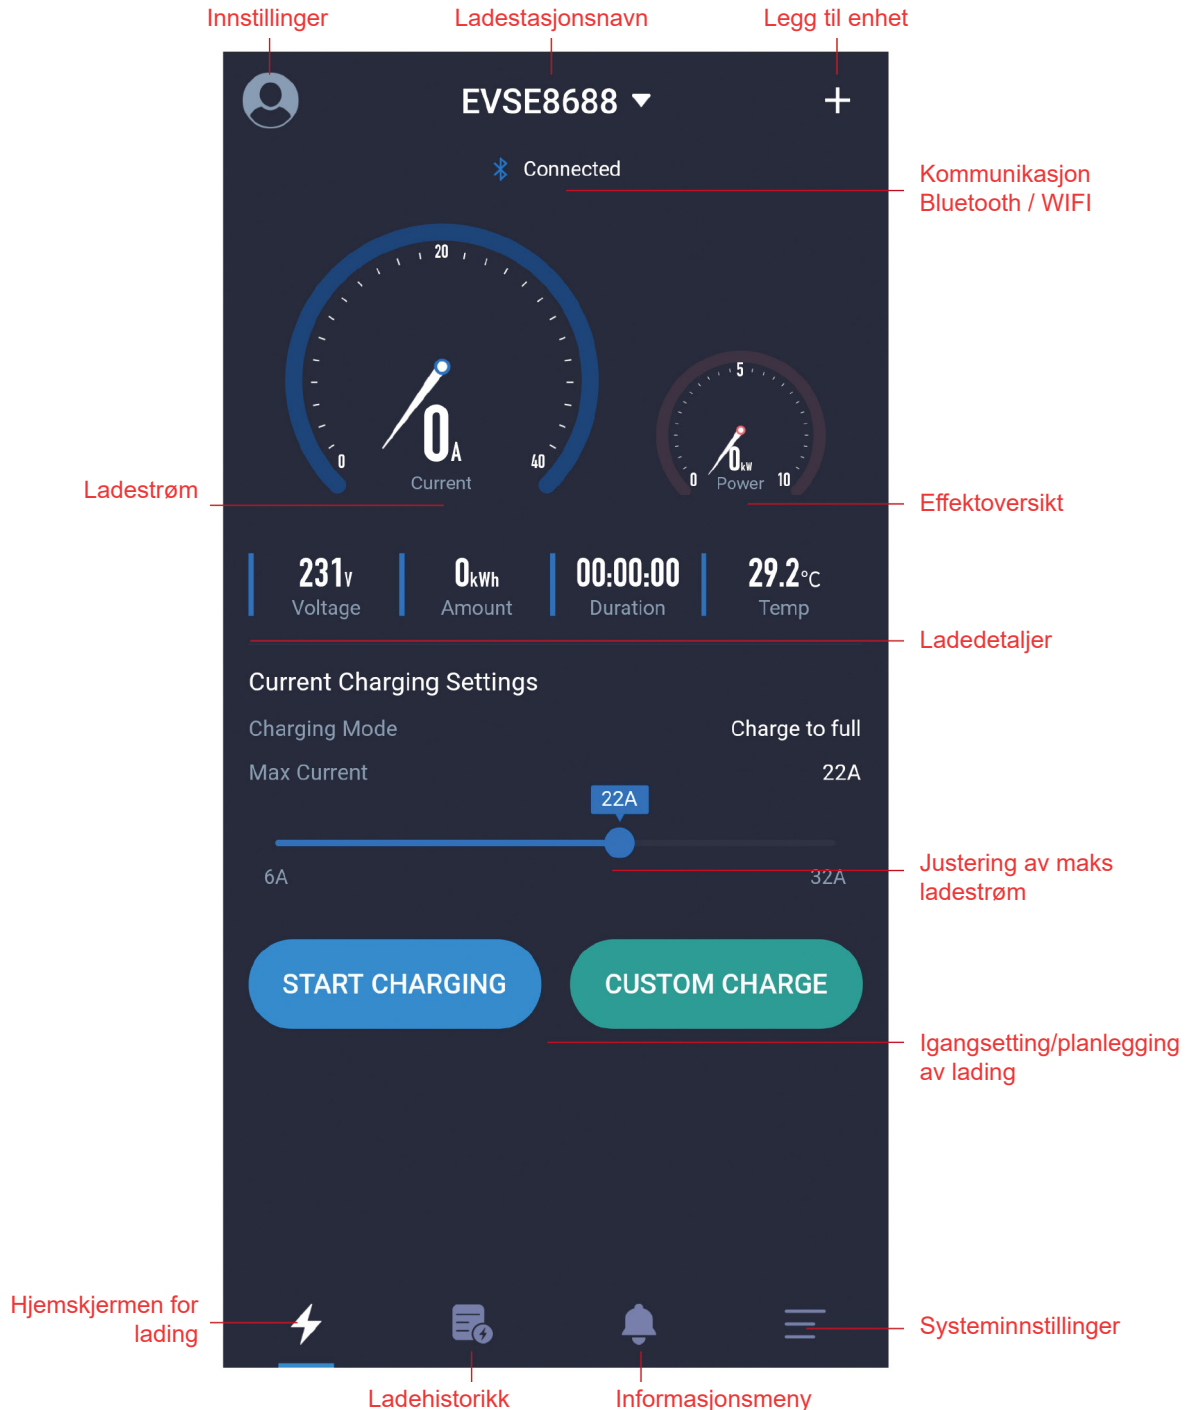 Innstillinger
Ladestasjonsnavn
Legg til enhet
EVSE8688
Connected
Kommunikasjon
Bluetooth / WIFI
20
0
40
0A
Current
5
0
10
0kW
Power
Ladestrøm
Effektoversikt
231V
Voltage
0kWh
Amount
00:00:00
Duration
29.2°C
Temp
Ladedetaljer
Current Charging Settings
Charging Mode
Charge to full
Max Current
22A
22A
6A
32A
Justering av maks
ladestrøm
START CHARGING
CUSTOM CHARGE
Igangsetting/planlegging
av lading
Hjemskjermen for
lading
Systeminnstillinger
Ladehistorikk
Informasjonsmeny